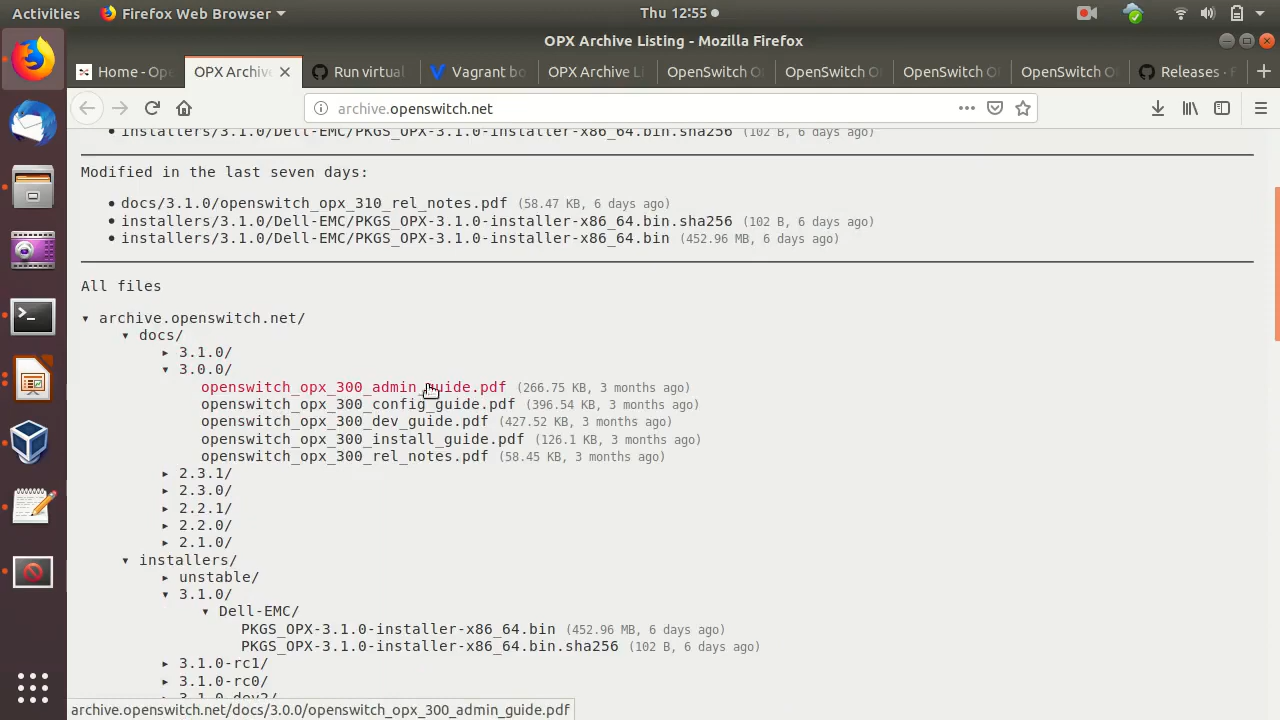 Activities Firefox Web Browser Thu 12:55
OPX Archive Listing - Mozilla Firefox
Home - Ope OPX Archive Run virtual Vagrant bo OPX Archive Li OpenSwitch O OpenSwitch O OpenSwitch O OpenSwitch O Releases · F
archive.openswitch.net
installers/3.1.0/Dell-EMC/PKGS_OPX-3.1.0-installer-x86_64.bin.sha256 (102 B, 6 days ago)
Modified in the last seven days:
docs/3.1.0/openswitch_opx_310_rel_notes.pdf (58.47 KB, 6 days ago)
installers/3.1.0/Dell-EMC/PKGS_OPX-3.1.0-installer-x86_64.bin.sha256 (102 B, 6 days ago)
installers/3.1.0/Dell-EMC/PKGS_OPX-3.1.0-installer-x86_64.bin (452.96 MB, 6 days ago)
All files
archive.openswitch.net/
docs/
3.1.0/
3.0.0/
openswitch_opx_300_admin_guide.pdf (266.75 KB, 3 months ago)
openswitch_opx_300_config_guide.pdf (396.54 KB, 3 months ago)
openswitch_opx_300_dev_guide.pdf (427.52 KB, 3 months ago)
openswitch_opx_300_install_guide.pdf (126.1 KB, 3 months ago)
openswitch_opx_300_rel_notes.pdf (58.45 KB, 3 months ago)
2.3.1/
2.3.0/
2.2.1/
2.2.0/
2.1.0/
installers/
unstable/
3.1.0/
Dell-EMC/
PKGS_OPX-3.1.0-installer-x86_64.bin (452.96 MB, 6 days ago)
PKGS_OPX-3.1.0-installer-x86_64.bin.sha256 (102 B, 6 days ago)
3.1.0-rc1/
3.1.0-rc0/
3.1.0-dev2/
archive.openswitch.net/docs/3.0.0/openswitch_opx_300_admin_guide.pdf